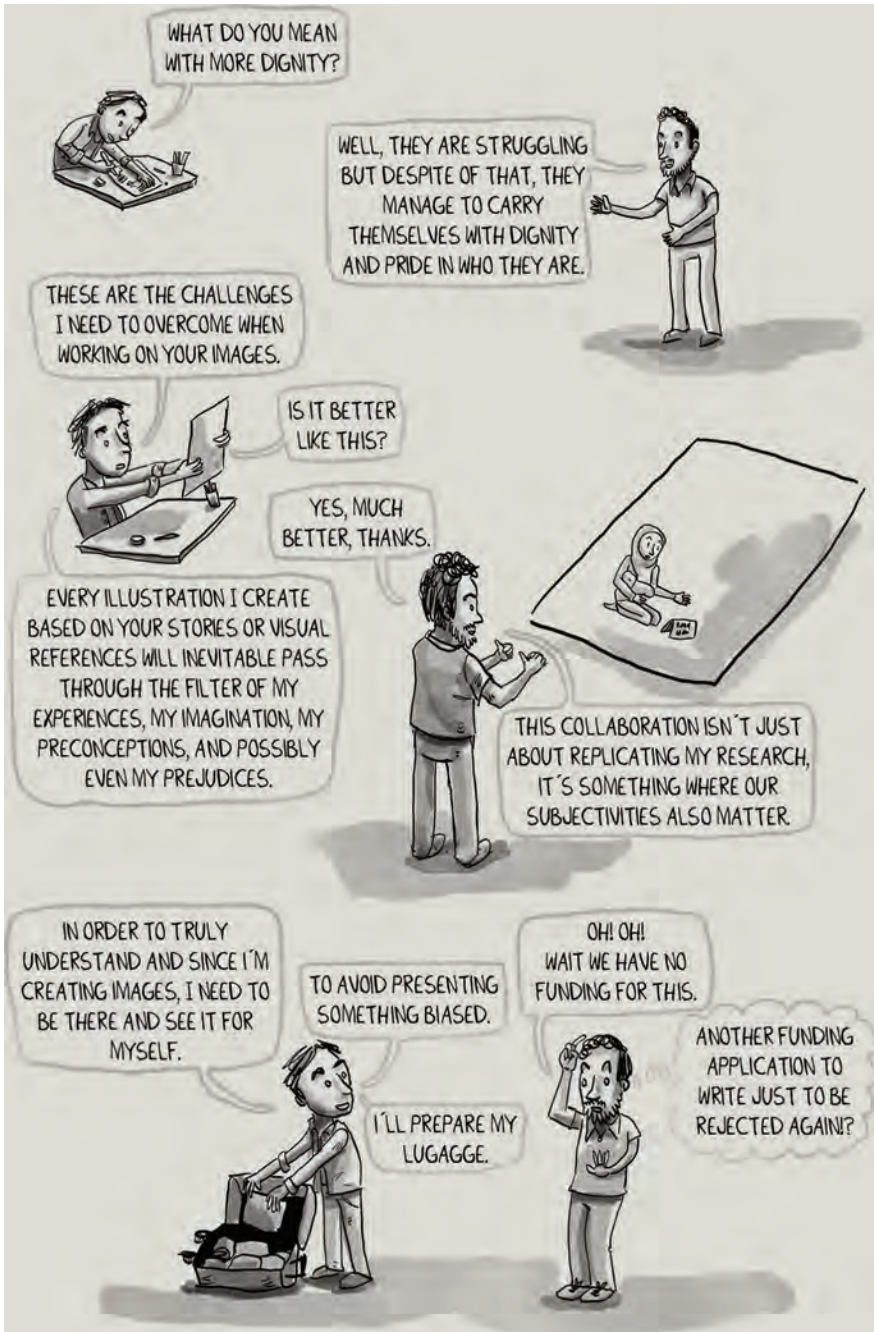 WHAT DO YOU MEAN
WITH MORE DIGNITY?
WELL, THEY ARE STRUGGLING
BUT DESPITE OF THAT, THEY
MANAGE TO CARRY
THEMSELVES WITH DIGNITY
AND PRIDE IN WHO THEY ARE.
THESE ARE THE CHALLENGES
I NEED TO OVERCOME WHEN
WORKING ON YOUR IMAGES.
IS IT BETTER
LIKE THIS?
YES, MUCH
BETTER, THANKS.
EVERY ILLUSTRATION I CREATE
BASED ON YOUR STORIES OR VISUAL
REFERENCES WILL INEVITABLE PASS
THROUGH THE FILTER OF MY
EXPERIENCES, MY IMAGINATION, MY
PRECONCEPTIONS, AND POSSIBLY
EVEN MY PREJUDICES.
THIS COLLABORATION ISN´T JUST
ABOUT REPLICATING MY RESEARCH,
IT´S SOMETHING WHERE OUR
SUBJECTIVITIES ALSO MATTER.
IN ORDER TO TRULY
UNDERSTAND AND SINCE I´M
CREATING IMAGES, I NEED TO
BE THERE AND SEE IT FOR
MYSELF.
TO AVOID PRESENTING
SOMETHING BIASED.
I´LL PREPARE MY
LUGAGGE.
OH! OH!
WAIT WE HAVE NO
FUNDING FOR THIS.
ANOTHER FUNDING
APPLICATION TO
WRITE JUST TO BE
REJECTED AGAIN!?